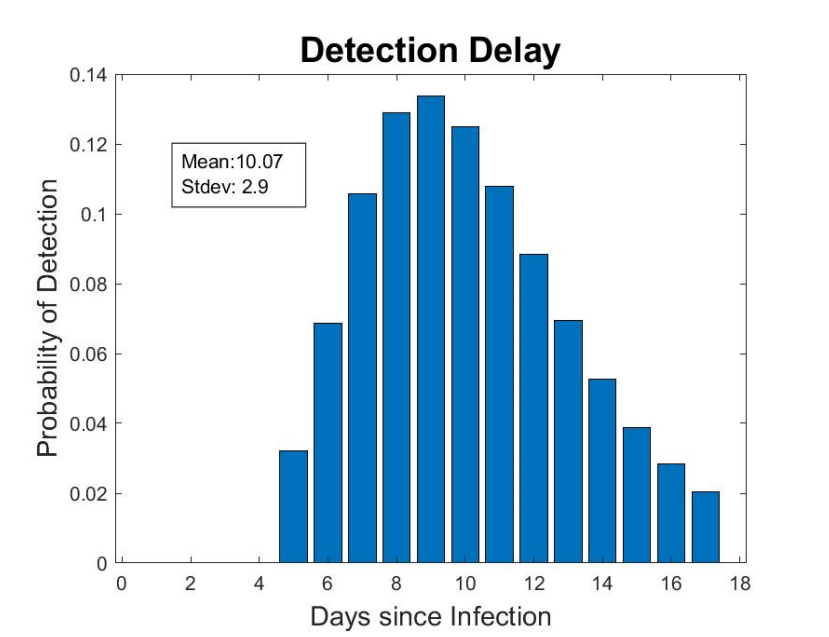 Detection Delay
0.14
0.12
0.1
0.08
0.06
0.04
0.02
0
Probability of Detection
Mean:10.07
Stdev: 2.9
0 2 4 6 8 10 12 14 16 18
Days since Infection